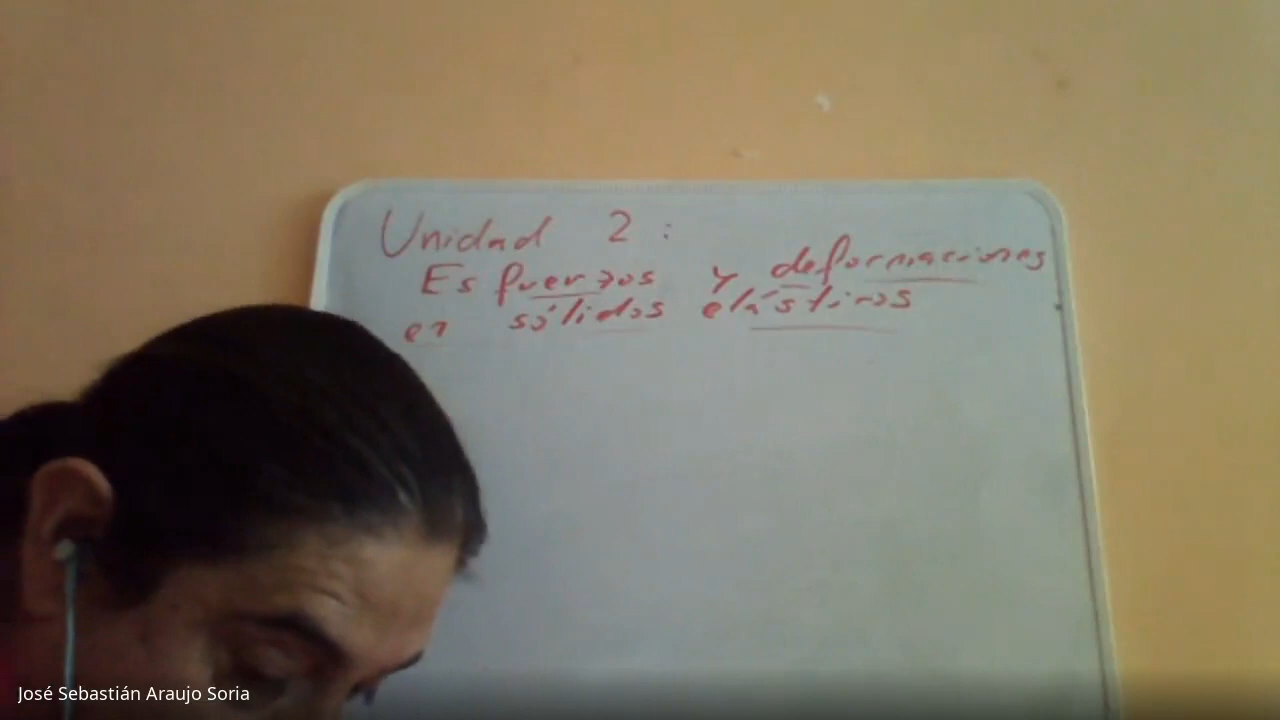 Unidad 2 :
Esfuerzos y deformaciones
en sólidos elásticos
José Sebastián Araujo Soria